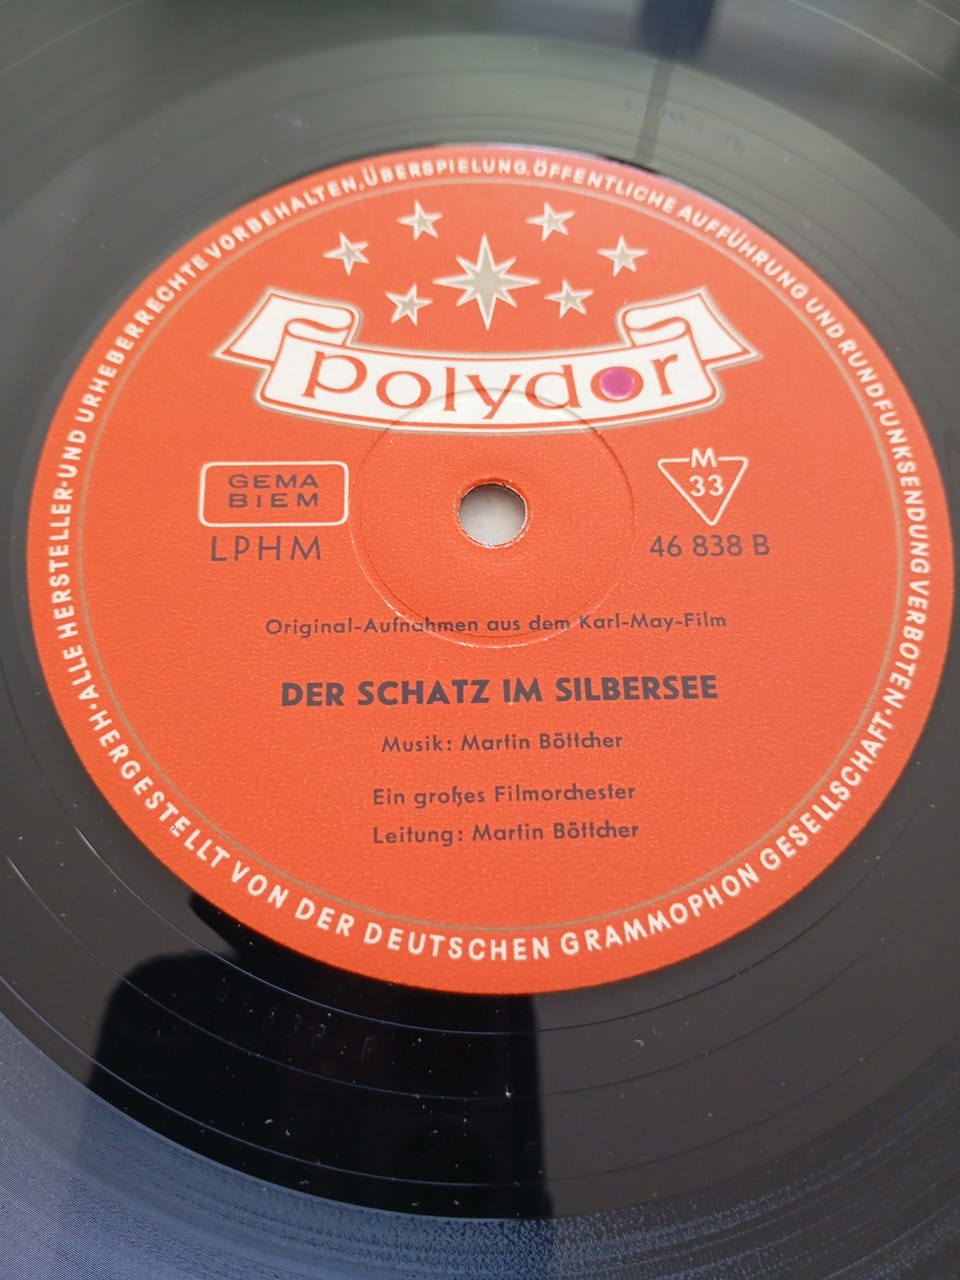 ·ALLE HERSTELLER-UND URHEBERRECHTE VORBEHALTEN,ÜBERSPIELUNG,ÖFFENTLICHE AUFFÜHRUNG UND RUNDFUNKSENDUNG VERBOTEN·
polydor
GEMA
BIEM
LPHM
M
33
46 838 B
Original-Aufnahmen aus dem Karl-May-Film
DER SCHATZ IM SILBERSEE
Musik: Martin Böttcher
Ein großes Filmorchester
Leitung: Martin Böttcher
HERGESTELLT VON DER DEUTSCHEN GRAMMOPHON GESELLSCHAFT